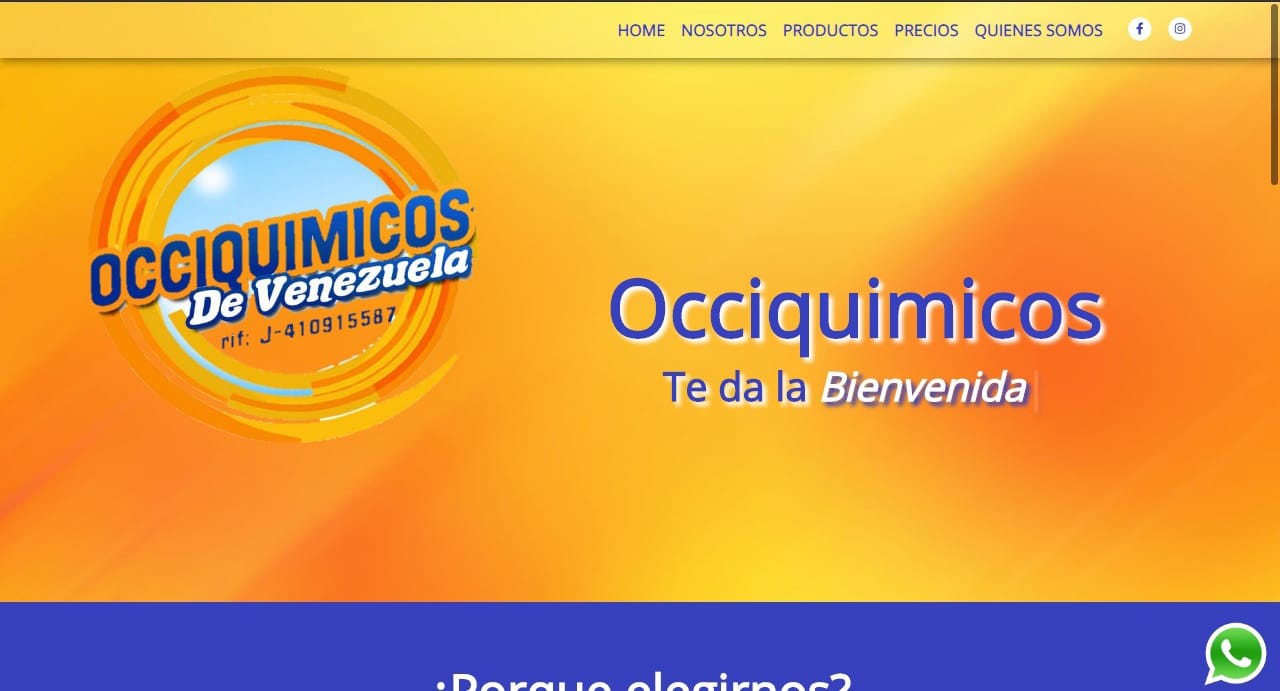 HOME NOSOTROS PRODUCTOS PRECIOS QUIENES SOMOS
OCCIQUIMICOS
De Venezuela
rif: J-410915587
Occiquimicos
Te da la Bienvenida
¿Porque elegirnos?